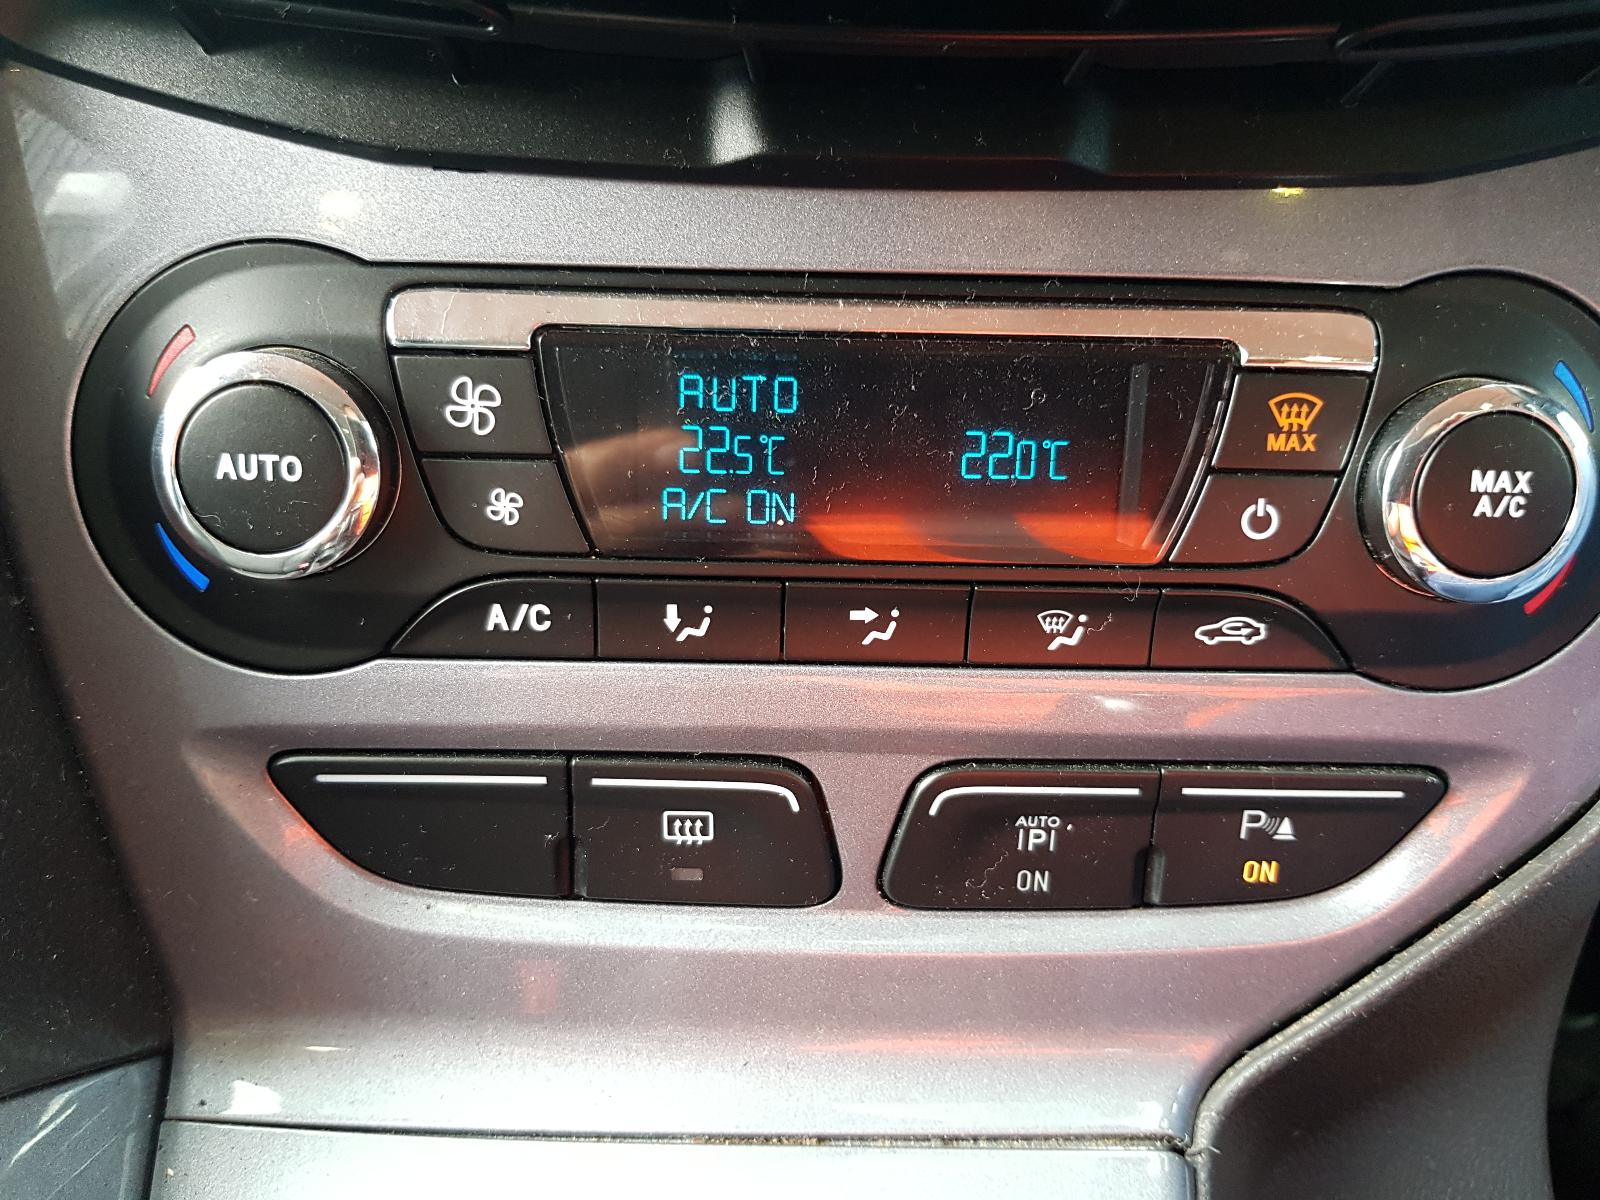 AUTO
AUTO
22.5°C
22.0°C
A/C ON
MAX
MAX
A/C
A/C
AUTO
IPI
ON
P
ON